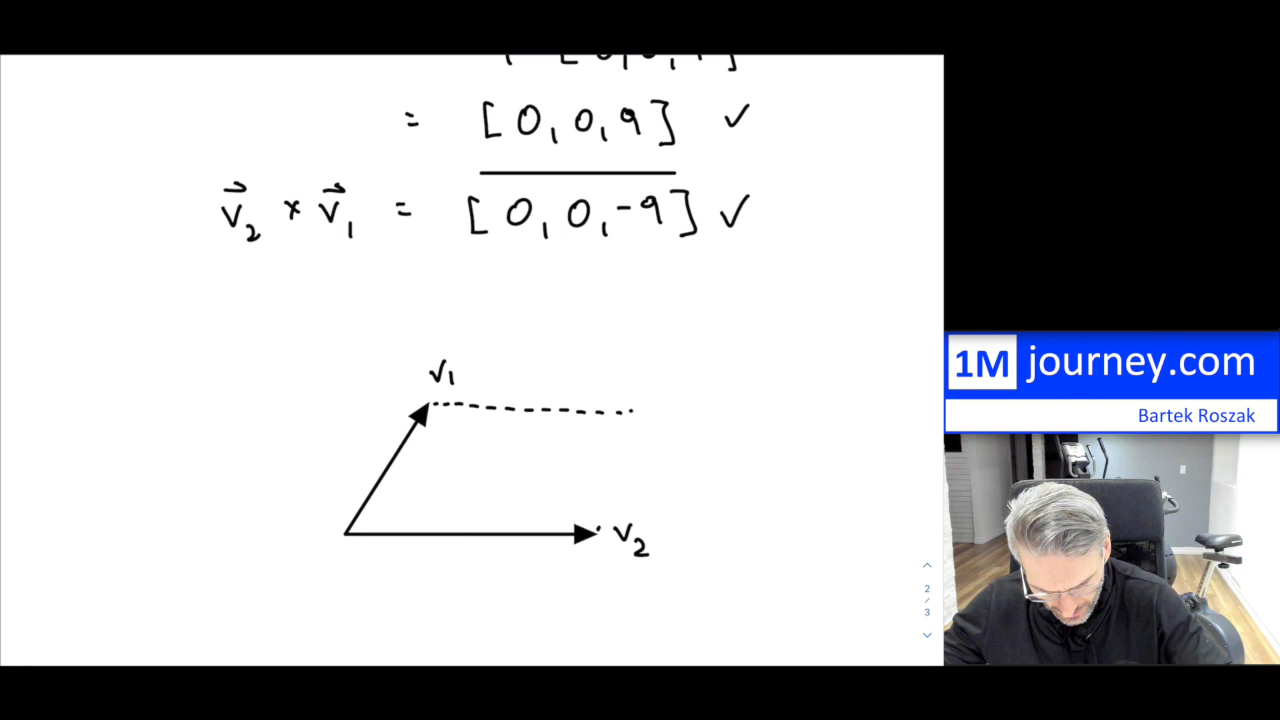 = [0, 0, 9] ✓
v⃗₂ × v⃗₁ = [0, 0, -9] ✓
v₁
v₂
1M journey.com
Bartek Roszak
2
/
3